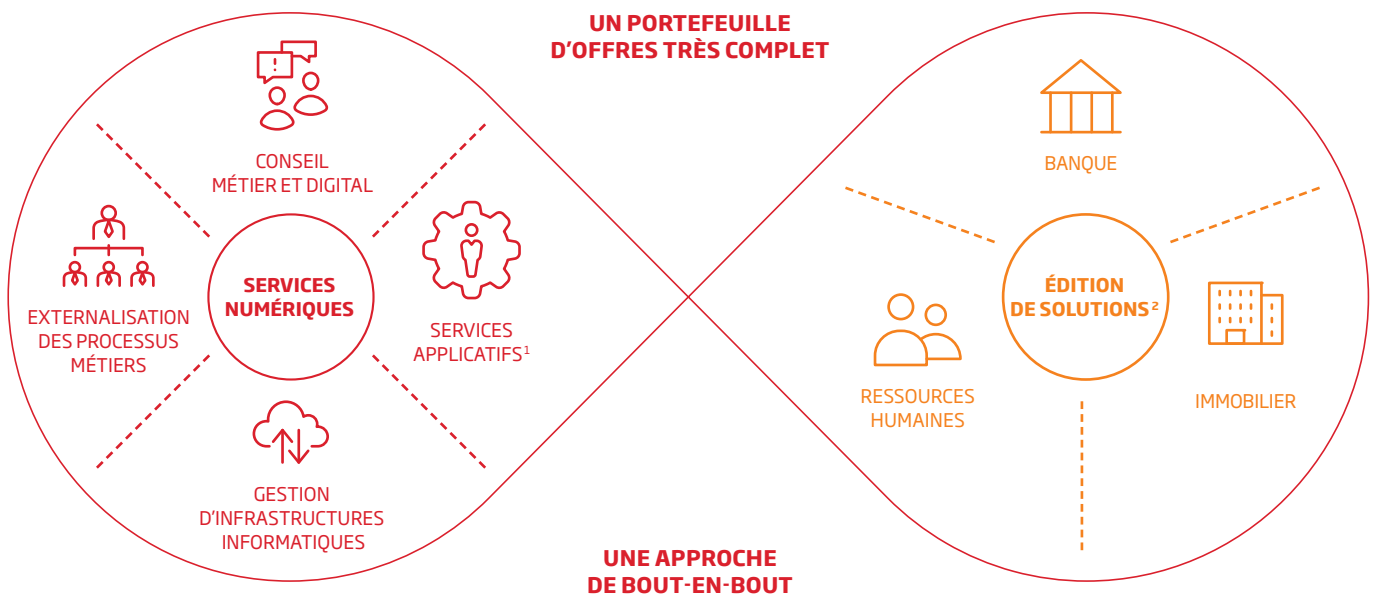 UN PORTEFEUILLE
D'OFFRES TRÈS COMPLET
CONSEIL
MÉTIER ET DIGITAL
EXTERNALISATION
DES PROCESSUS
MÉTIERS
SERVICES
NUMÉRIQUES
SERVICES
APPLICATIFS¹
GESTION
D'INFRASTRUCTURES
INFORMATIQUES
BANQUE
ÉDITION
DE SOLUTIONS²
RESSOURCES
HUMAINES
IMMOBILIER
UNE APPROCHE
DE BOUT-EN-BOUT